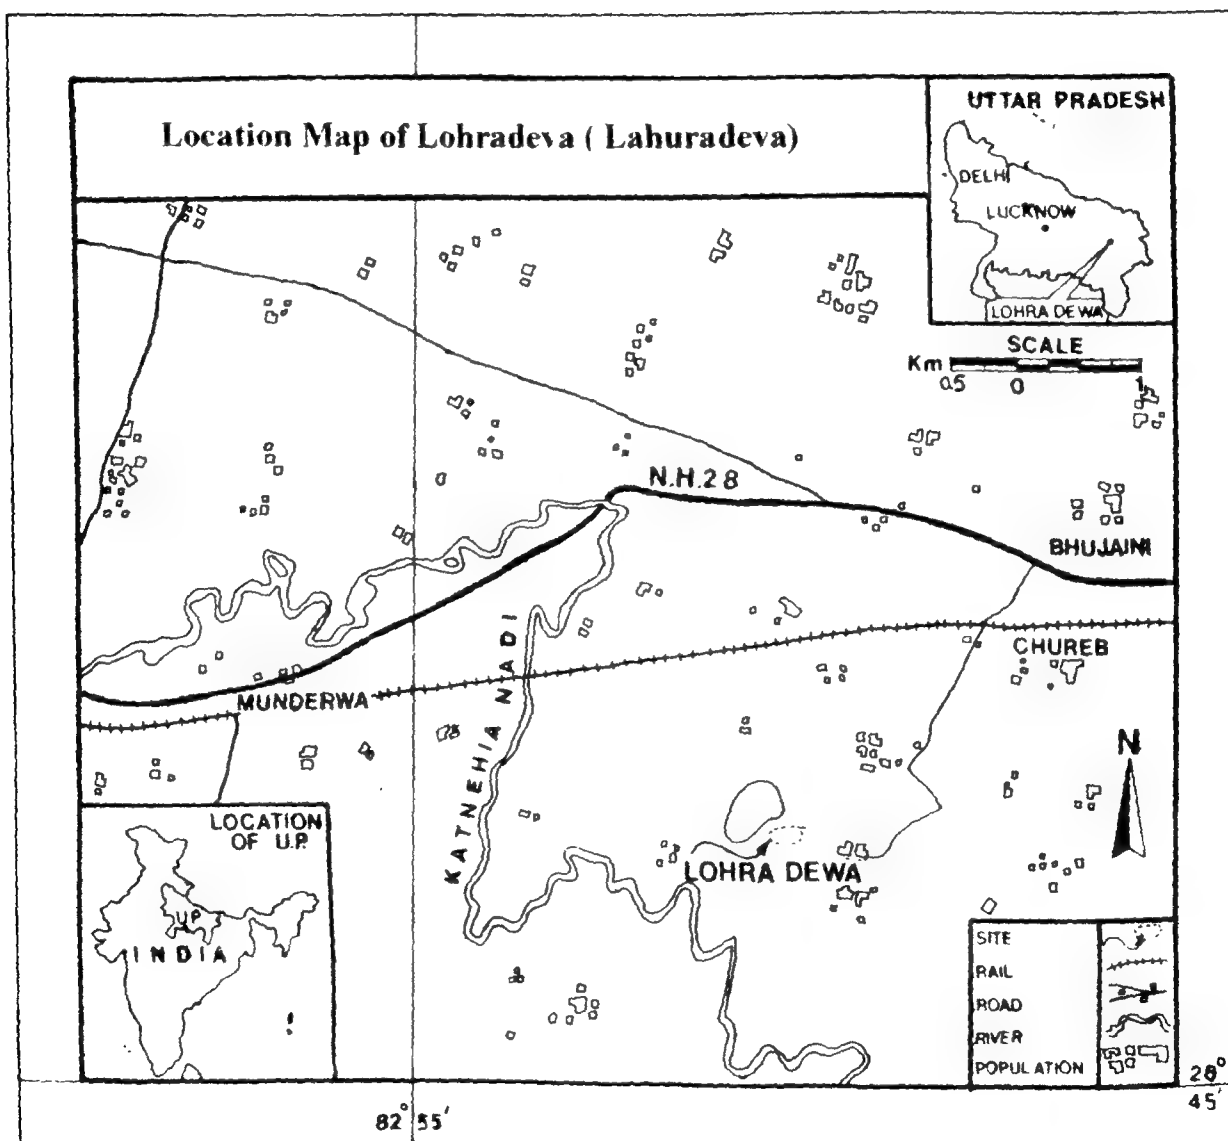 Location Map of Lohradeva ( Lahuradeva)
UTTAR PRADESH
DELHI
LUCKNOW
LOHRA DEWA
SCALE
Km
0.5 0 1
N.H.28
BHUJAINI
CHUREB
MUNDERWA
KATNEHIA NADI
N
LOHRA DEWA
LOCATION
OF U.P.
U.P
INDIA
SITE
RAIL
ROAD
RIVER
POPULATION
28°
45'
82° 55'